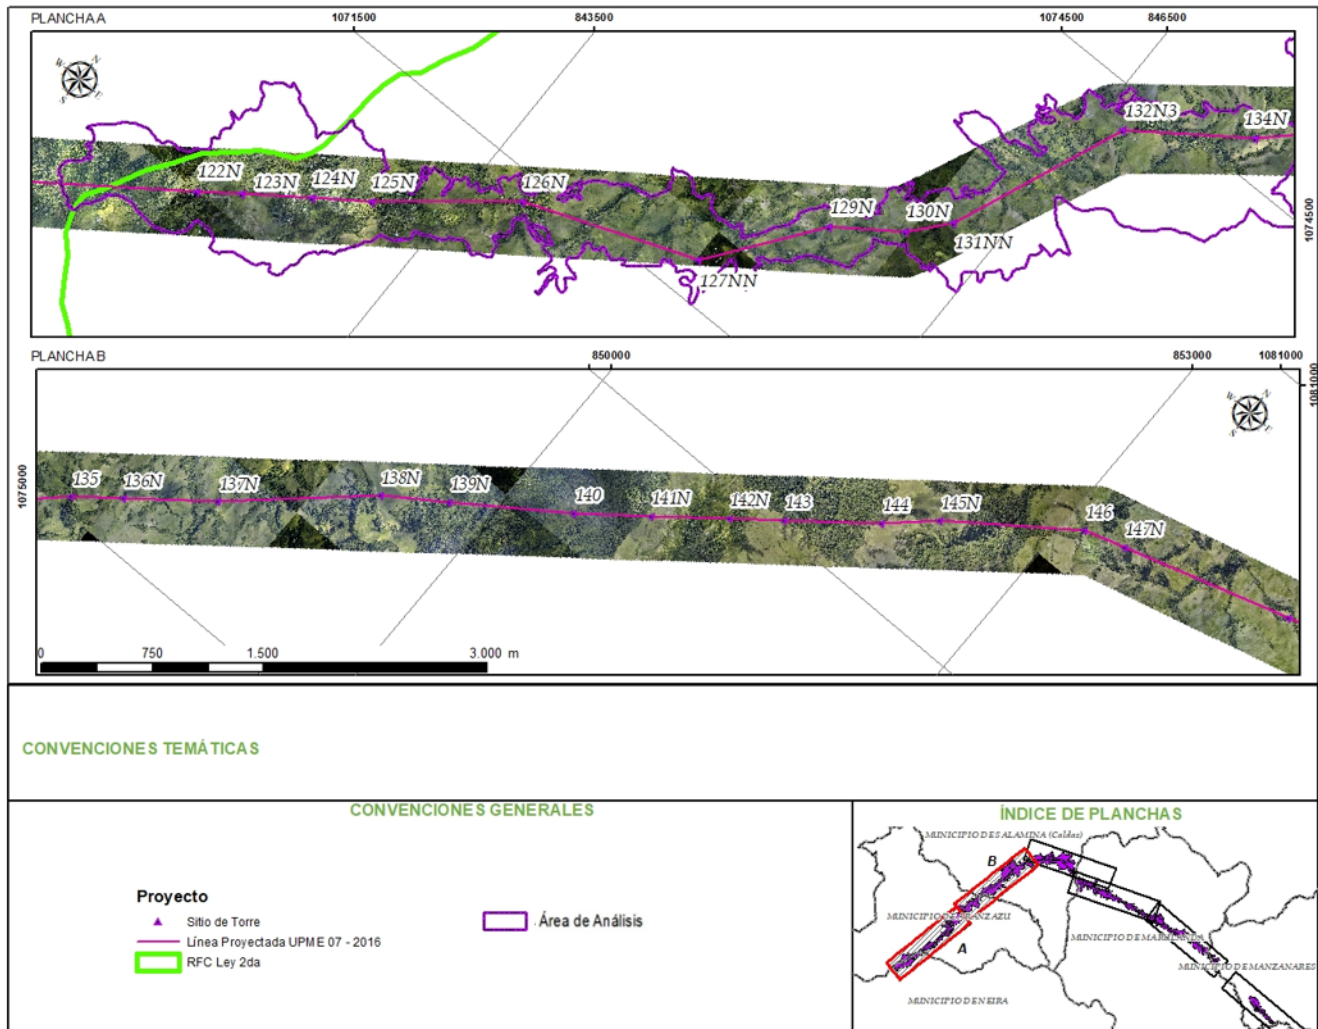 PLANCHA A
1071500
843500
1074500
846500
N
W
E
S
122N
123N
124N
125N
126N
127NN
129N
130N
131NN
132N3
134N
1074500
PLANCHA B
850000
853000
1081000
1081000
1075000
N
W
E
S
135
136N
137N
138N
139N
140
141N
142N
143
144
145N
146
147N
0 750 1.500 3.000 m
CONVENCIONES TEMÁTICAS
CONVENCIONES GENERALES
Proyecto
Sitio de Torre
Línea Proyectada UPME 07 - 2016
RFC Ley 2da
Área de Análisis
ÍNDICE DE PLANCHAS
MUNICIPIO DE SALAMINA (Caldas)
B
A
MUNICIPIO DE MANZANARES
MUNICIPIO DE NEIRA